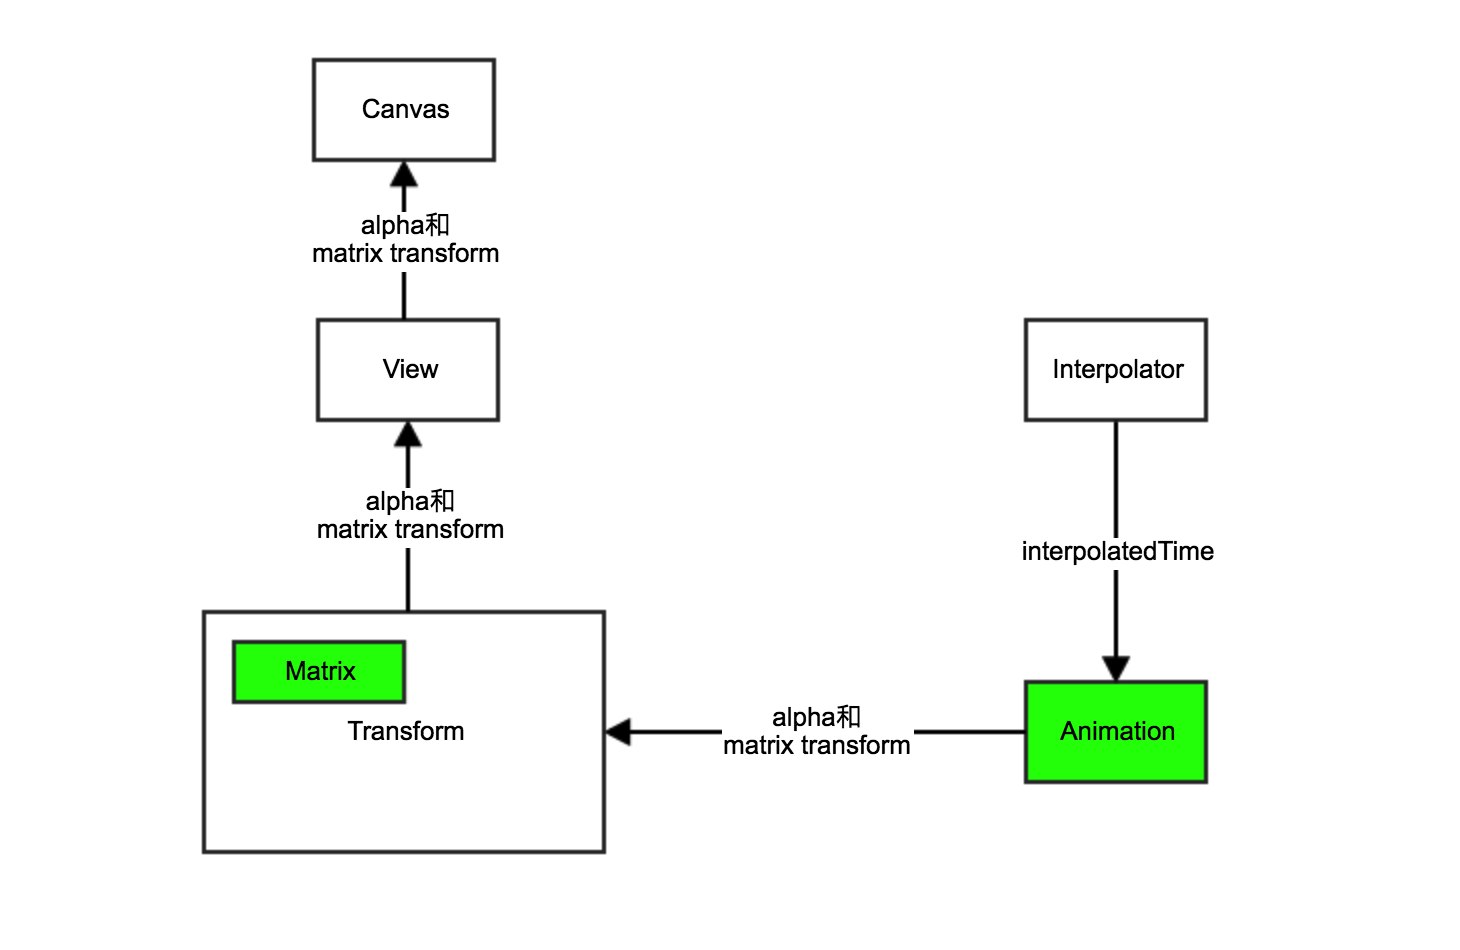 Canvas
alpha和
matrix transform
View
Interpolator
alpha和
matrix transform
interpolatedTime
Matrix
Transform
alpha和
matrix transform
Animation